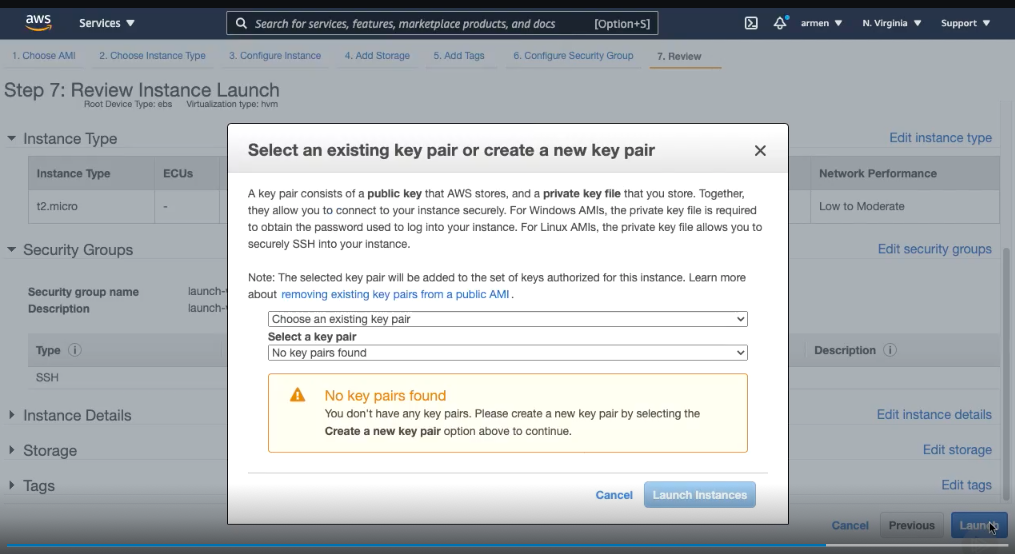 aws
Services
Search for services, features, marketplace products, and docs [Option+S]
armen
N. Virginia
Support
1. Choose AMI 2. Choose Instance Type 3. Configure Instance 4. Add Storage 5. Add Tags 6. Configure Security Group 7. Review
Step 7: Review Instance Launch
Root Device Type: ebs Virtualization type: hvm
Instance Type
Edit instance type
Instance Type ECUs Network Performance
t2.micro - Low to Moderate
Security Groups
Edit security groups
Security group name launch-
Description launch-
Type Description
SSH
Instance Details
Edit instance details
Storage
Edit storage
Tags
Edit tags
Cancel Previous Launch
Select an existing key pair or create a new key pair
A key pair consists of a public key that AWS stores, and a private key file that you store. Together,
they allow you to connect to your instance securely. For Windows AMIs, the private key file is required
to obtain the password used to log into your instance. For Linux AMIs, the private key file allows you to
securely SSH into your instance.
Note: The selected key pair will be added to the set of keys authorized for this instance. Learn more
about removing existing key pairs from a public AMI .
Choose an existing key pair
Select a key pair
No key pairs found
No key pairs found
You don't have any key pairs. Please create a new key pair by selecting the
Create a new key pair option above to continue.
Cancel Launch Instances